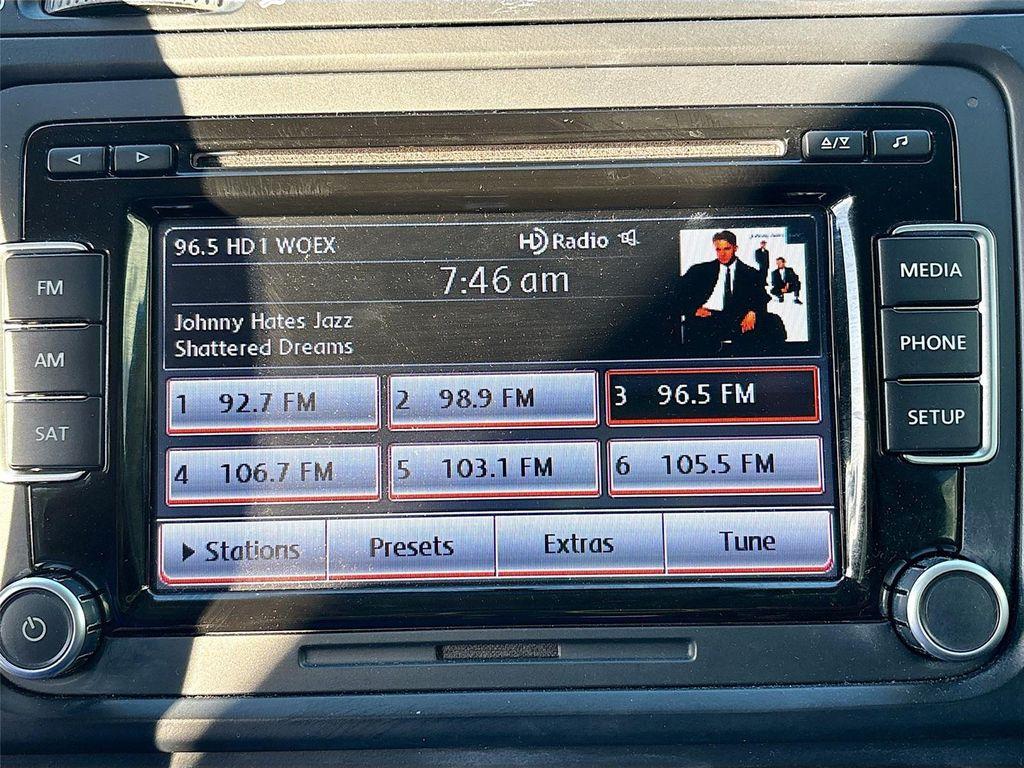 96.5 HD1 WOEX
HD Radio
7:46 am
Johnny Hates Jazz
Shattered Dreams
1 92.7 FM
2 98.9 FM
3 96.5 FM
4 106.7 FM
5 103.1 FM
6 105.5 FM
Stations
Presets
Extras
Tune
FM
AM
SAT
MEDIA
PHONE
SETUP